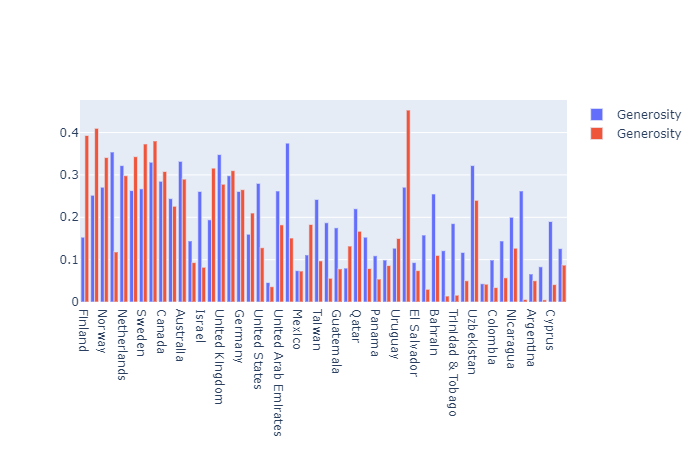 Generosity
Generosity
0.4
0.3
0.2
0.1
0
Finland
Norway
Netherlands
Sweden
Canada
Australia
Israel
United Kingdom
Germany
United States
United Arab Emirates
Mexico
Taiwan
Guatemala
Qatar
Panama
Uruguay
El Salvador
Bahrain
Trinidad & Tobago
Uzbekistan
Colombia
Nicaragua
Argentina
Cyprus